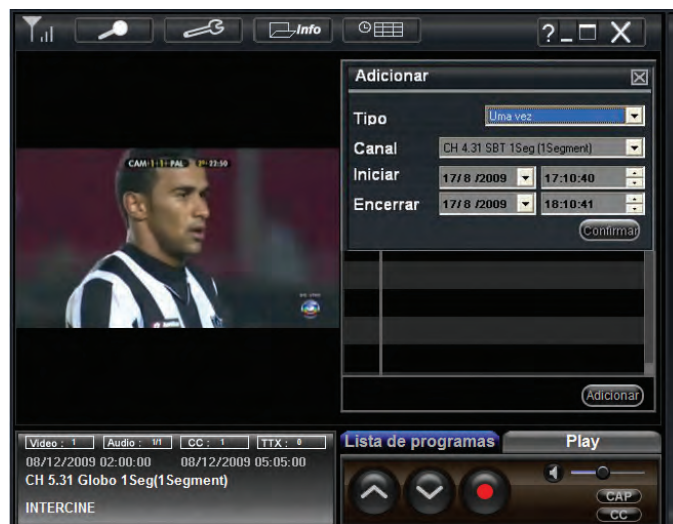 Info
? _ X
Adicionar
Tipo
Uma vez
Canal
CH 4.31 SBT 1Seg (1Segment)
Iniciar
17/ 8 /2009
17:10:40
Encerrar
17/ 8 /2009
18:10:41
Confirmar
CAM 1 1 PAL 2º 22:50
Adicionar
Video : 1
Audio : 1/1
CC : 1
TTX : 0
08/12/2009 02:00:00
08/12/2009 05:05:00
CH 5.31 Globo 1Seg(1Segment)
INTERCINE
Lista de programas
Play
CAP
CC